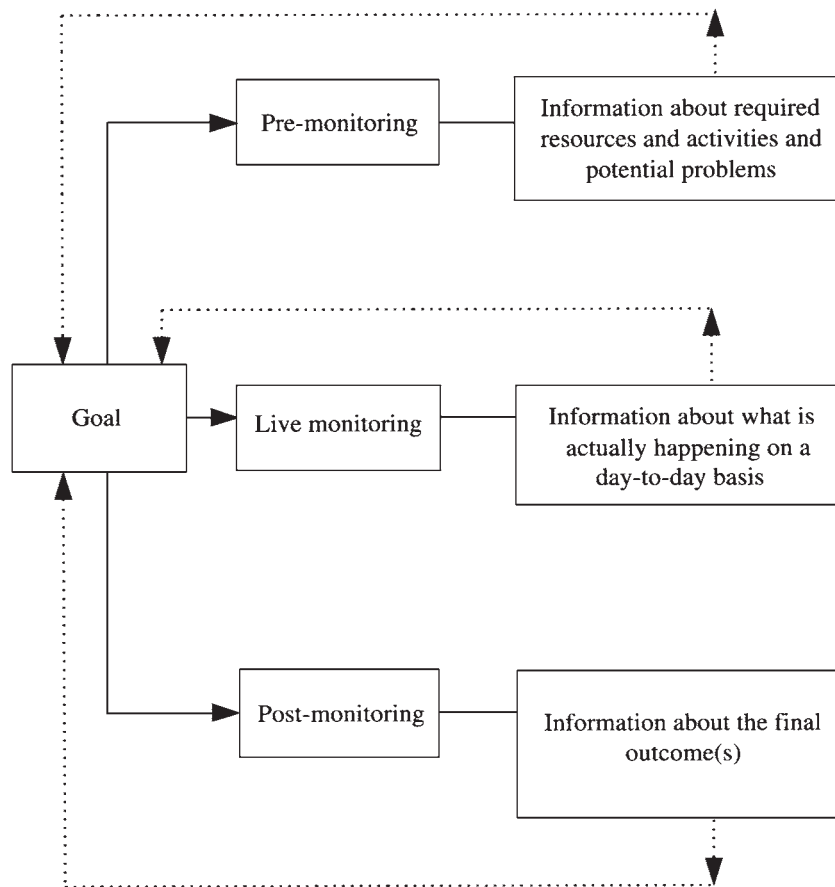 Pre-monitoring
Information about required
resources and activities and
potential problems
Goal
Live monitoring
Information about what is
actually happening on a
day-to-day basis
Post-monitoring
Information about the final
outcome(s)